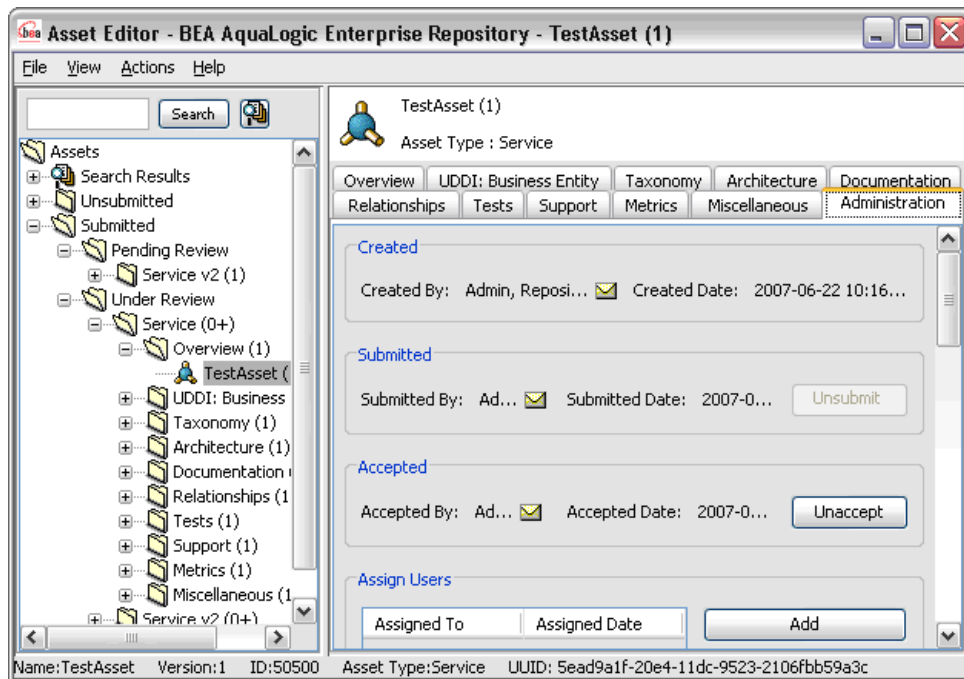 bea Asset Editor - BEA AquaLogic Enterprise Repository - TestAsset (1)
File View Actions Help
Search
Assets
Search Results
Unsubmitted
Submitted
Pending Review
Service v2 (1)
Under Review
Service (0+)
Overview (1)
TestAsset (
UDDI: Business
Taxonomy (1)
Architecture (1)
Documentation
Relationships (1
Tests (1)
Support (1)
Metrics (1)
Miscellaneous (1
Service v2 (0+)
TestAsset (1)
Asset Type : Service
Overview UDDI: Business Entity Taxonomy Architecture Documentation
Relationships Tests Support Metrics Miscellaneous Administration
Created
Created By: Admin, Reposi... Created Date: 2007-06-22 10:16...
Submitted
Submitted By: Ad... Submitted Date: 2007-0... Unsubmit
Accepted
Accepted By: Ad... Accepted Date: 2007-0... Unaccept
Assign Users
Assigned To Assigned Date Add
Name:TestAsset Version:1 ID:50500 Asset Type:Service UUID: 5ead9a1f-20e4-11dc-9523-2106fbb59a3c